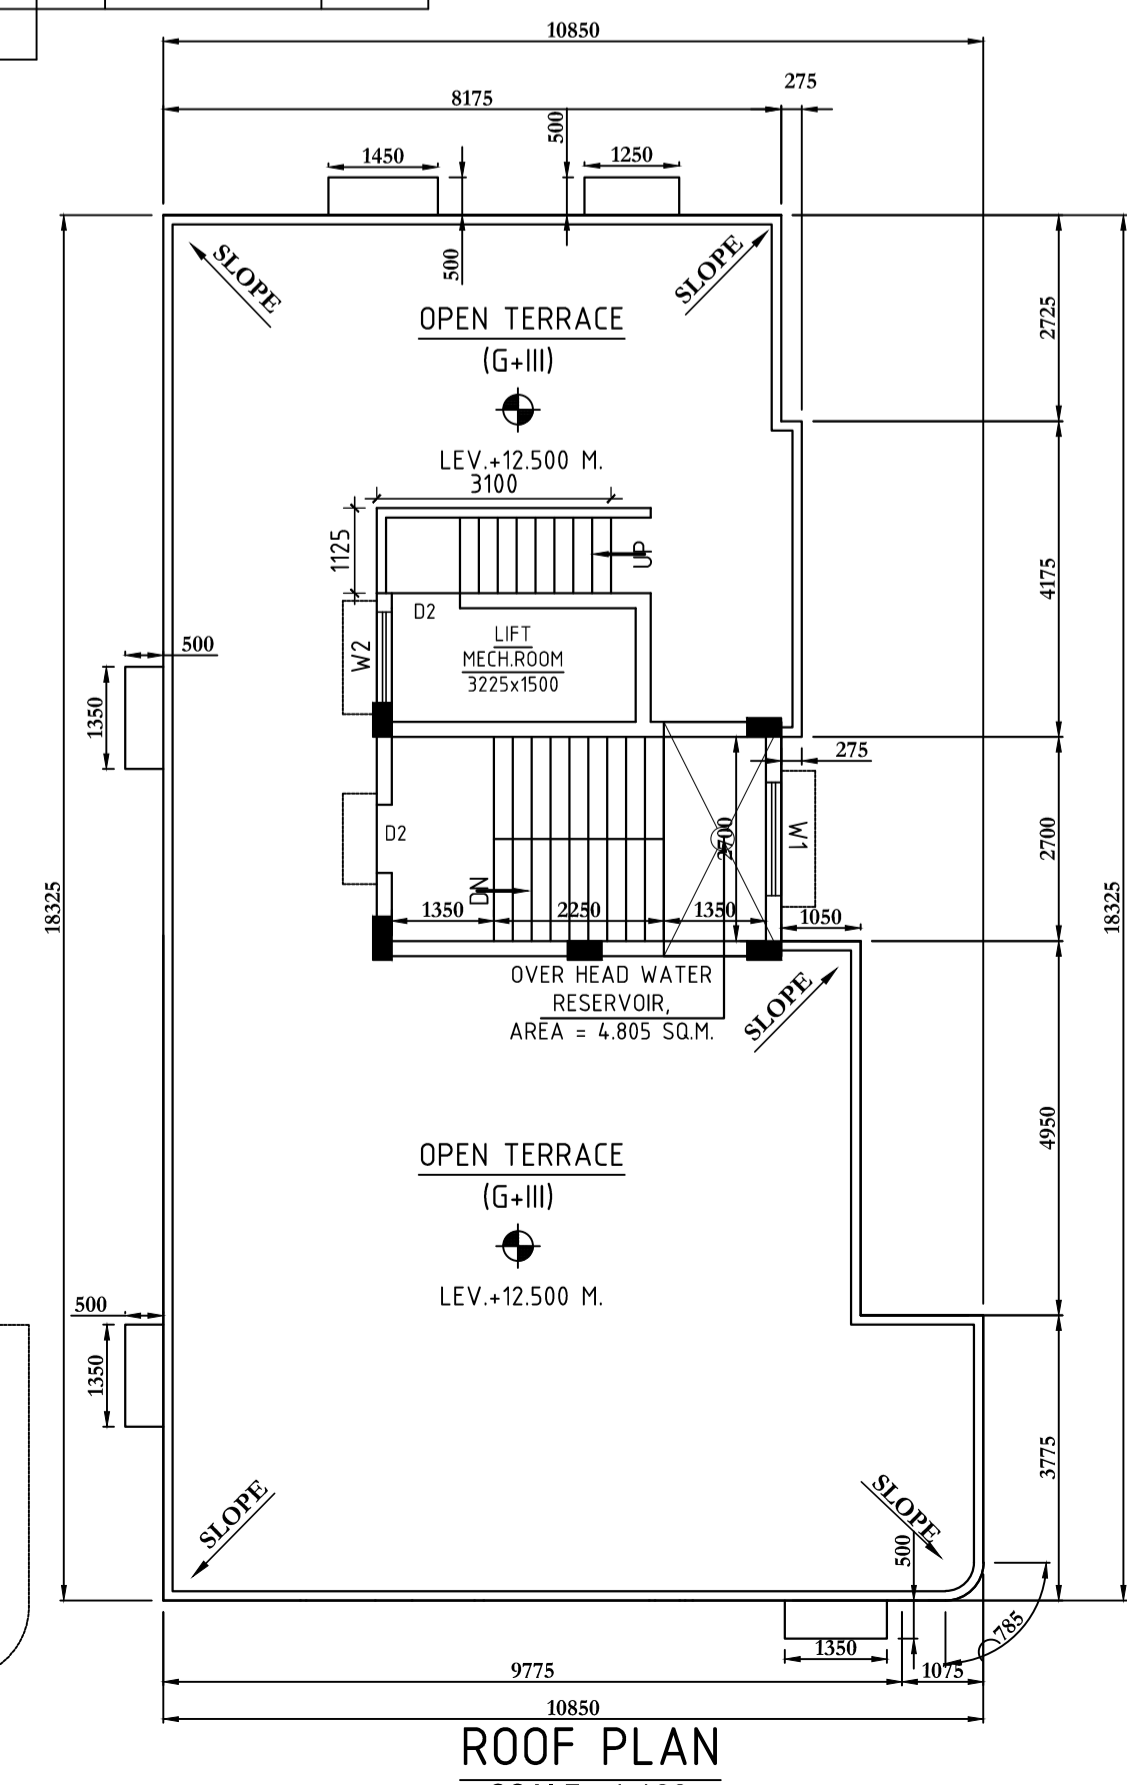 10850
8175
275
1450
500
1250
500
SLOPE
SLOPE
OPEN TERRACE
(G+III)
LEV.+12.500 M.
3100
1125
UP
D2
LIFT
MECH.ROOM
3225x1500
W2
2725
4175
500
1350
275
D2
2700
W1
2700
DN
1350
2250
1350
1050
18325
18325
OVER HEAD WATER
RESERVOIR,
AREA = 4.805 SQ.M.
SLOPE
4950
OPEN TERRACE
(G+III)
LEV.+12.500 M.
500
1350
3775
SLOPE
SLOPE
500
785
1350
9775
1075
10850
ROOF PLAN